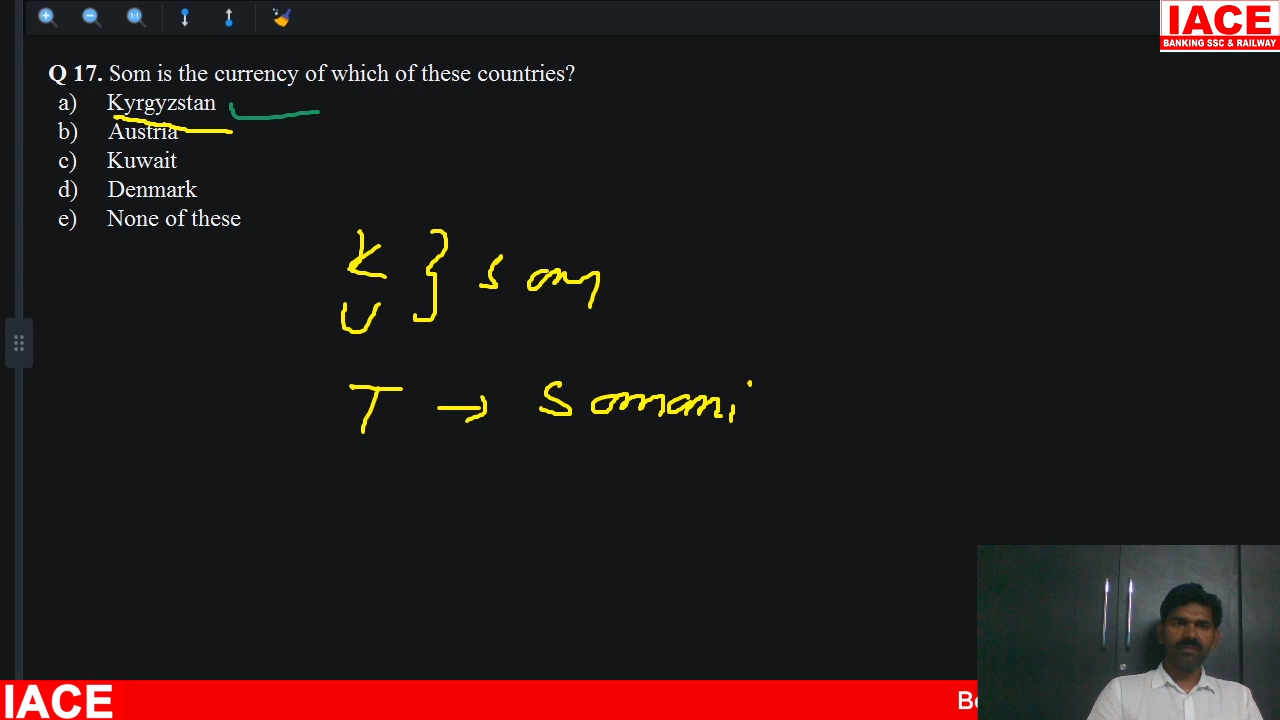 IACE
BANKING SSC & RAILWAY
Q 17. Som is the currency of which of these countries?
a) Kyrgyzstan
b) Austria
c) Kuwait
d) Denmark
e) None of these
K } som
U
T → Somani
IACE
Be